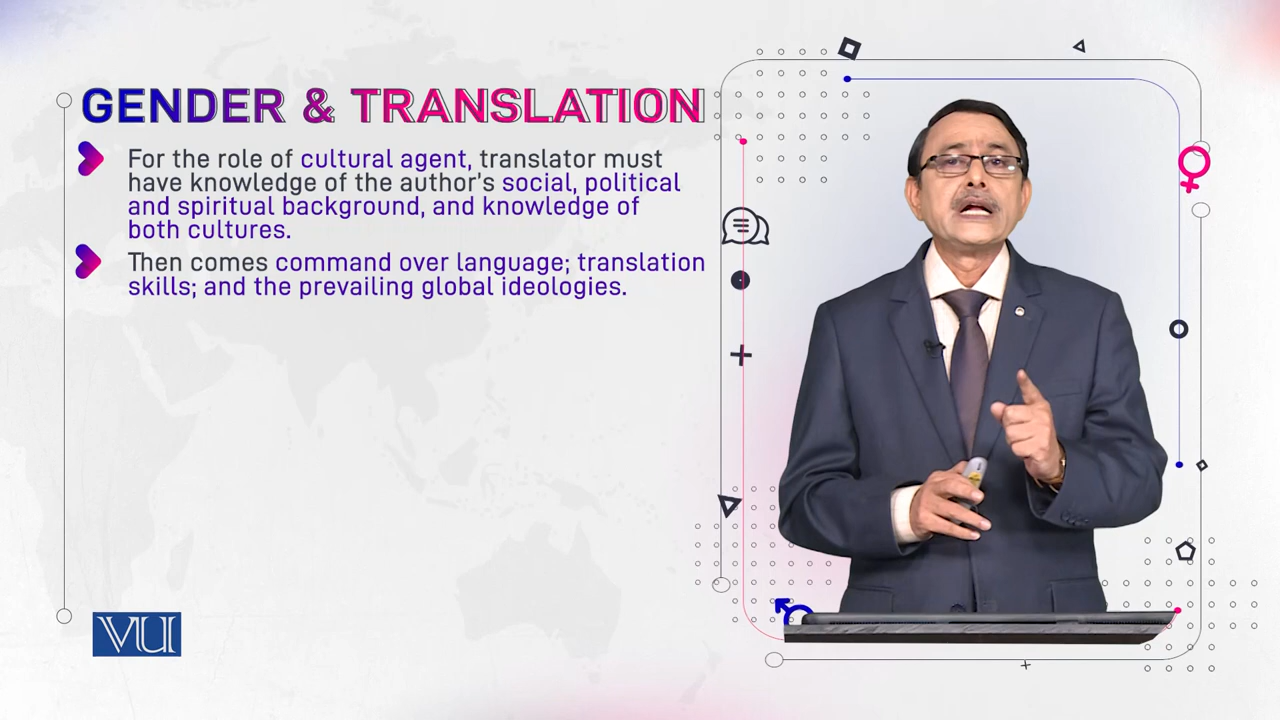 GENDER & TRANSLATION
For the role of cultural agent, translator must
have knowledge of the author's social, political
and spiritual background, and knowledge of
both cultures.
Then comes command over language; translation
skills; and the prevailing global ideologies.
VU